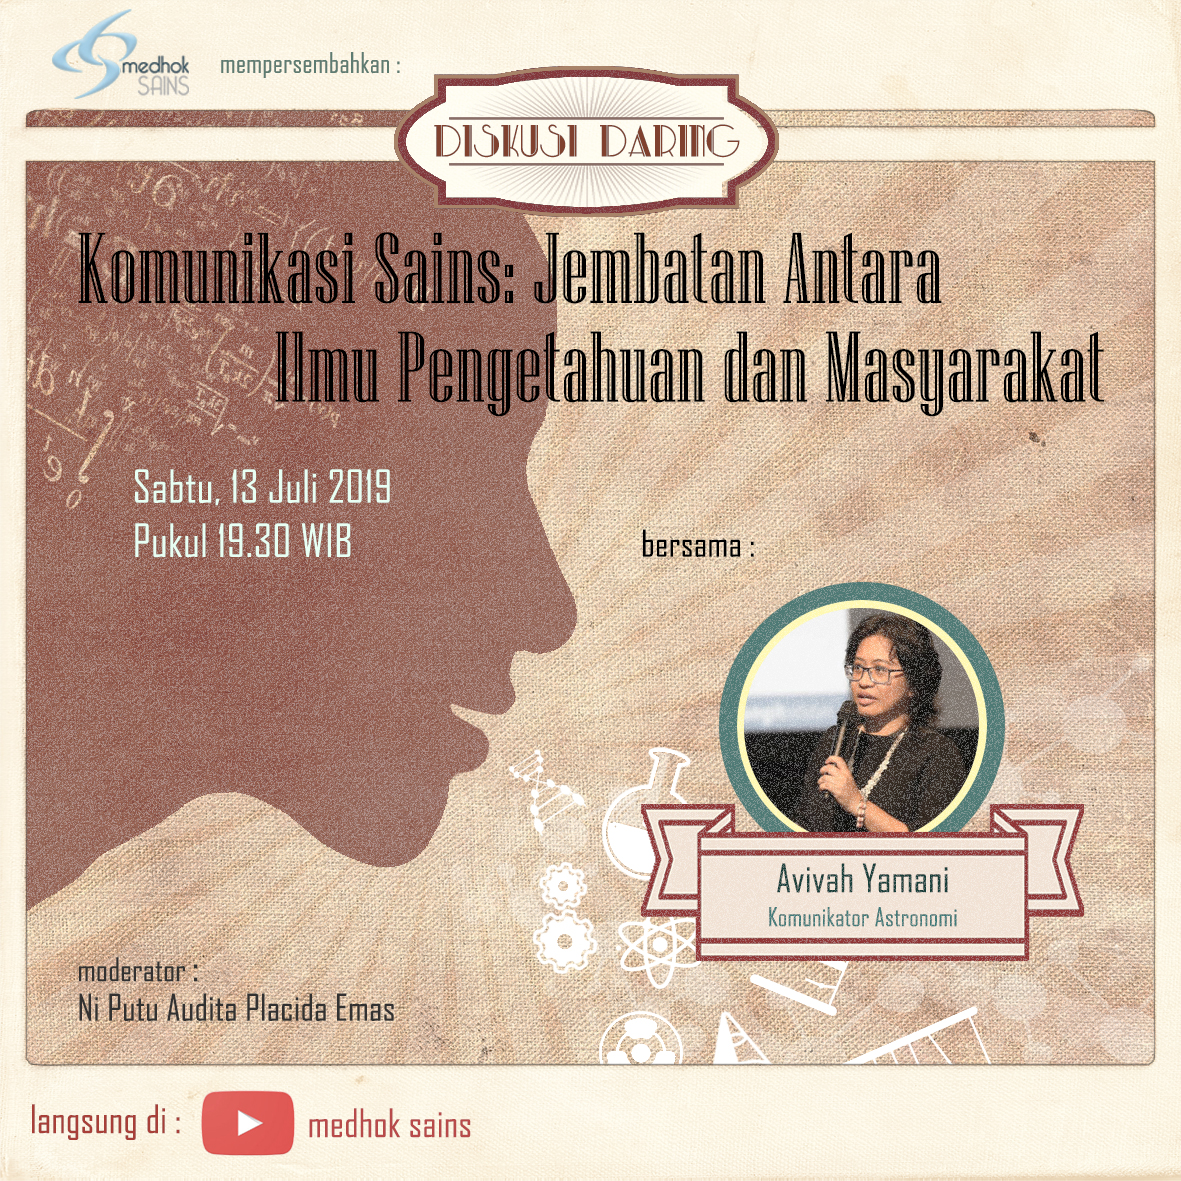 medhok
SAINS
mempersembahkan :
DISKUSI DARING
Komunikasi Sains: Jembatan Antara
Ilmu Pengetahuan dan Masyarakat
Sabtu, 13 Juli 2019
Pukul 19.30 WIB
bersama :
Avivah Yamani
Komunikator Astronomi
moderator :
Ni Putu Audita Placida Emas
langsung di :
medhok sains